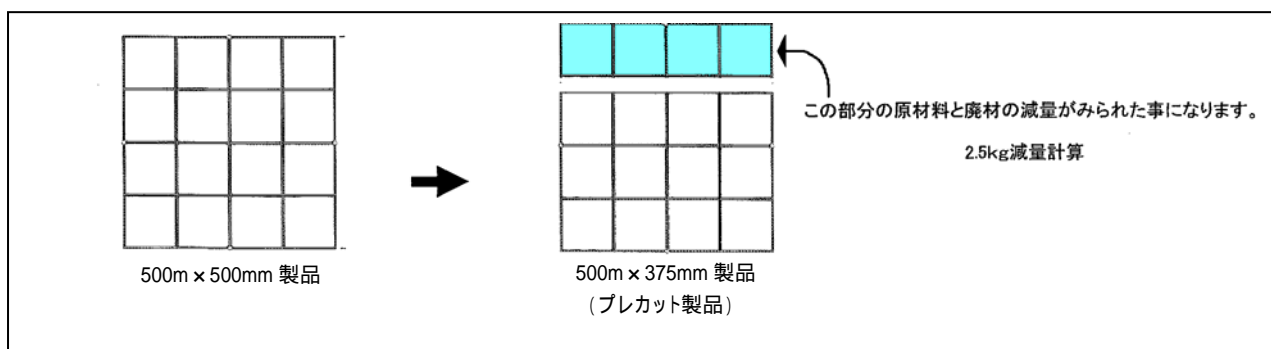 この部分の原材料と廃材の減量がみられた事になります。
2.5kg減量計算
500m×500mm 製品
500m×375mm 製品
(プレカット製品)